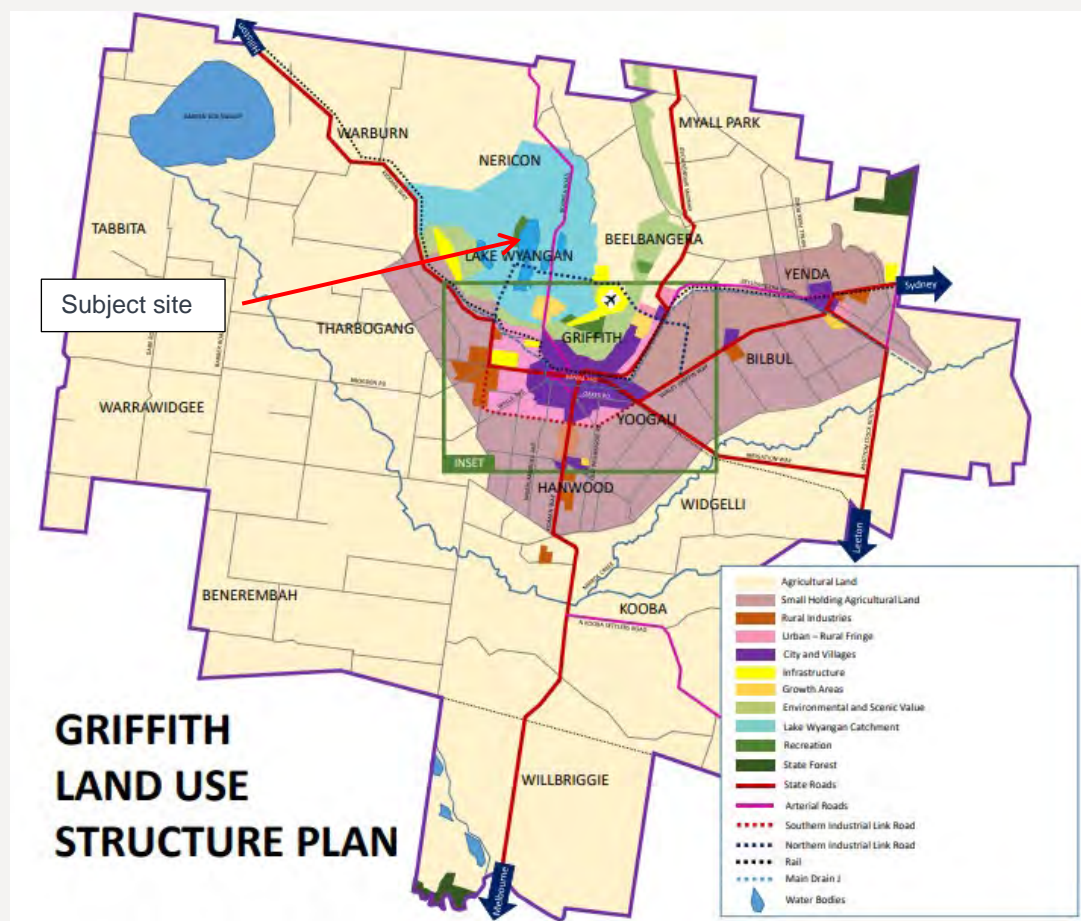 Hillston
MYALL PARK
WARBURN
NERICON
TABBITA
BEELBANGERA
LAKE WYANGAN
YENDA
Sydney
Subject site
THARBOGANG
GRIFFITH
BILBUL
WARRAWIDGEE
YOOGAU
INSET
HANWOOD
WIDGELLI
Leeton
BENEREMBAH
KOOBA
WILLBRIGGIE
Melbourne
GRIFFITH
LAND USE
STRUCTURE PLAN
Agricultural Land
Small Holding Agricultural Land
Rural Industries
Urban – Rural Fringe
City and Villages
Infrastructure
Growth Areas
Environmental and Scenic Value
Lake Wyangan Catchment
Recreation
State Forest
State Roads
Arterial Roads
Southern Industrial Link Road
Northern Industrial Link Road
Rail
Main Drain J
Water Bodies